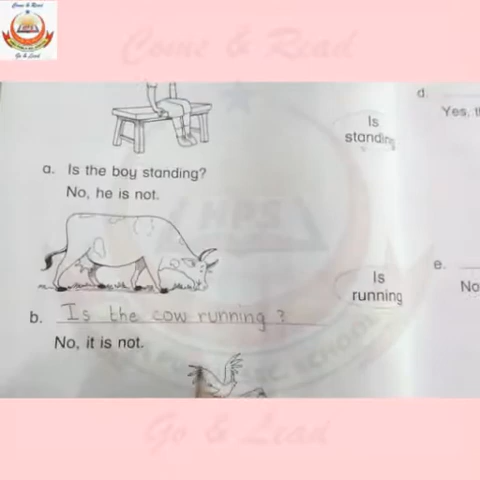 Come & Read
Go & Lead
Come & Read
d.
Yes, t
Is
standing
a. Is the boy standing?
No, he is not.
HPS
Is
running
e.
No
b. Is the cow running ?
No, it is not.
Go & Lead